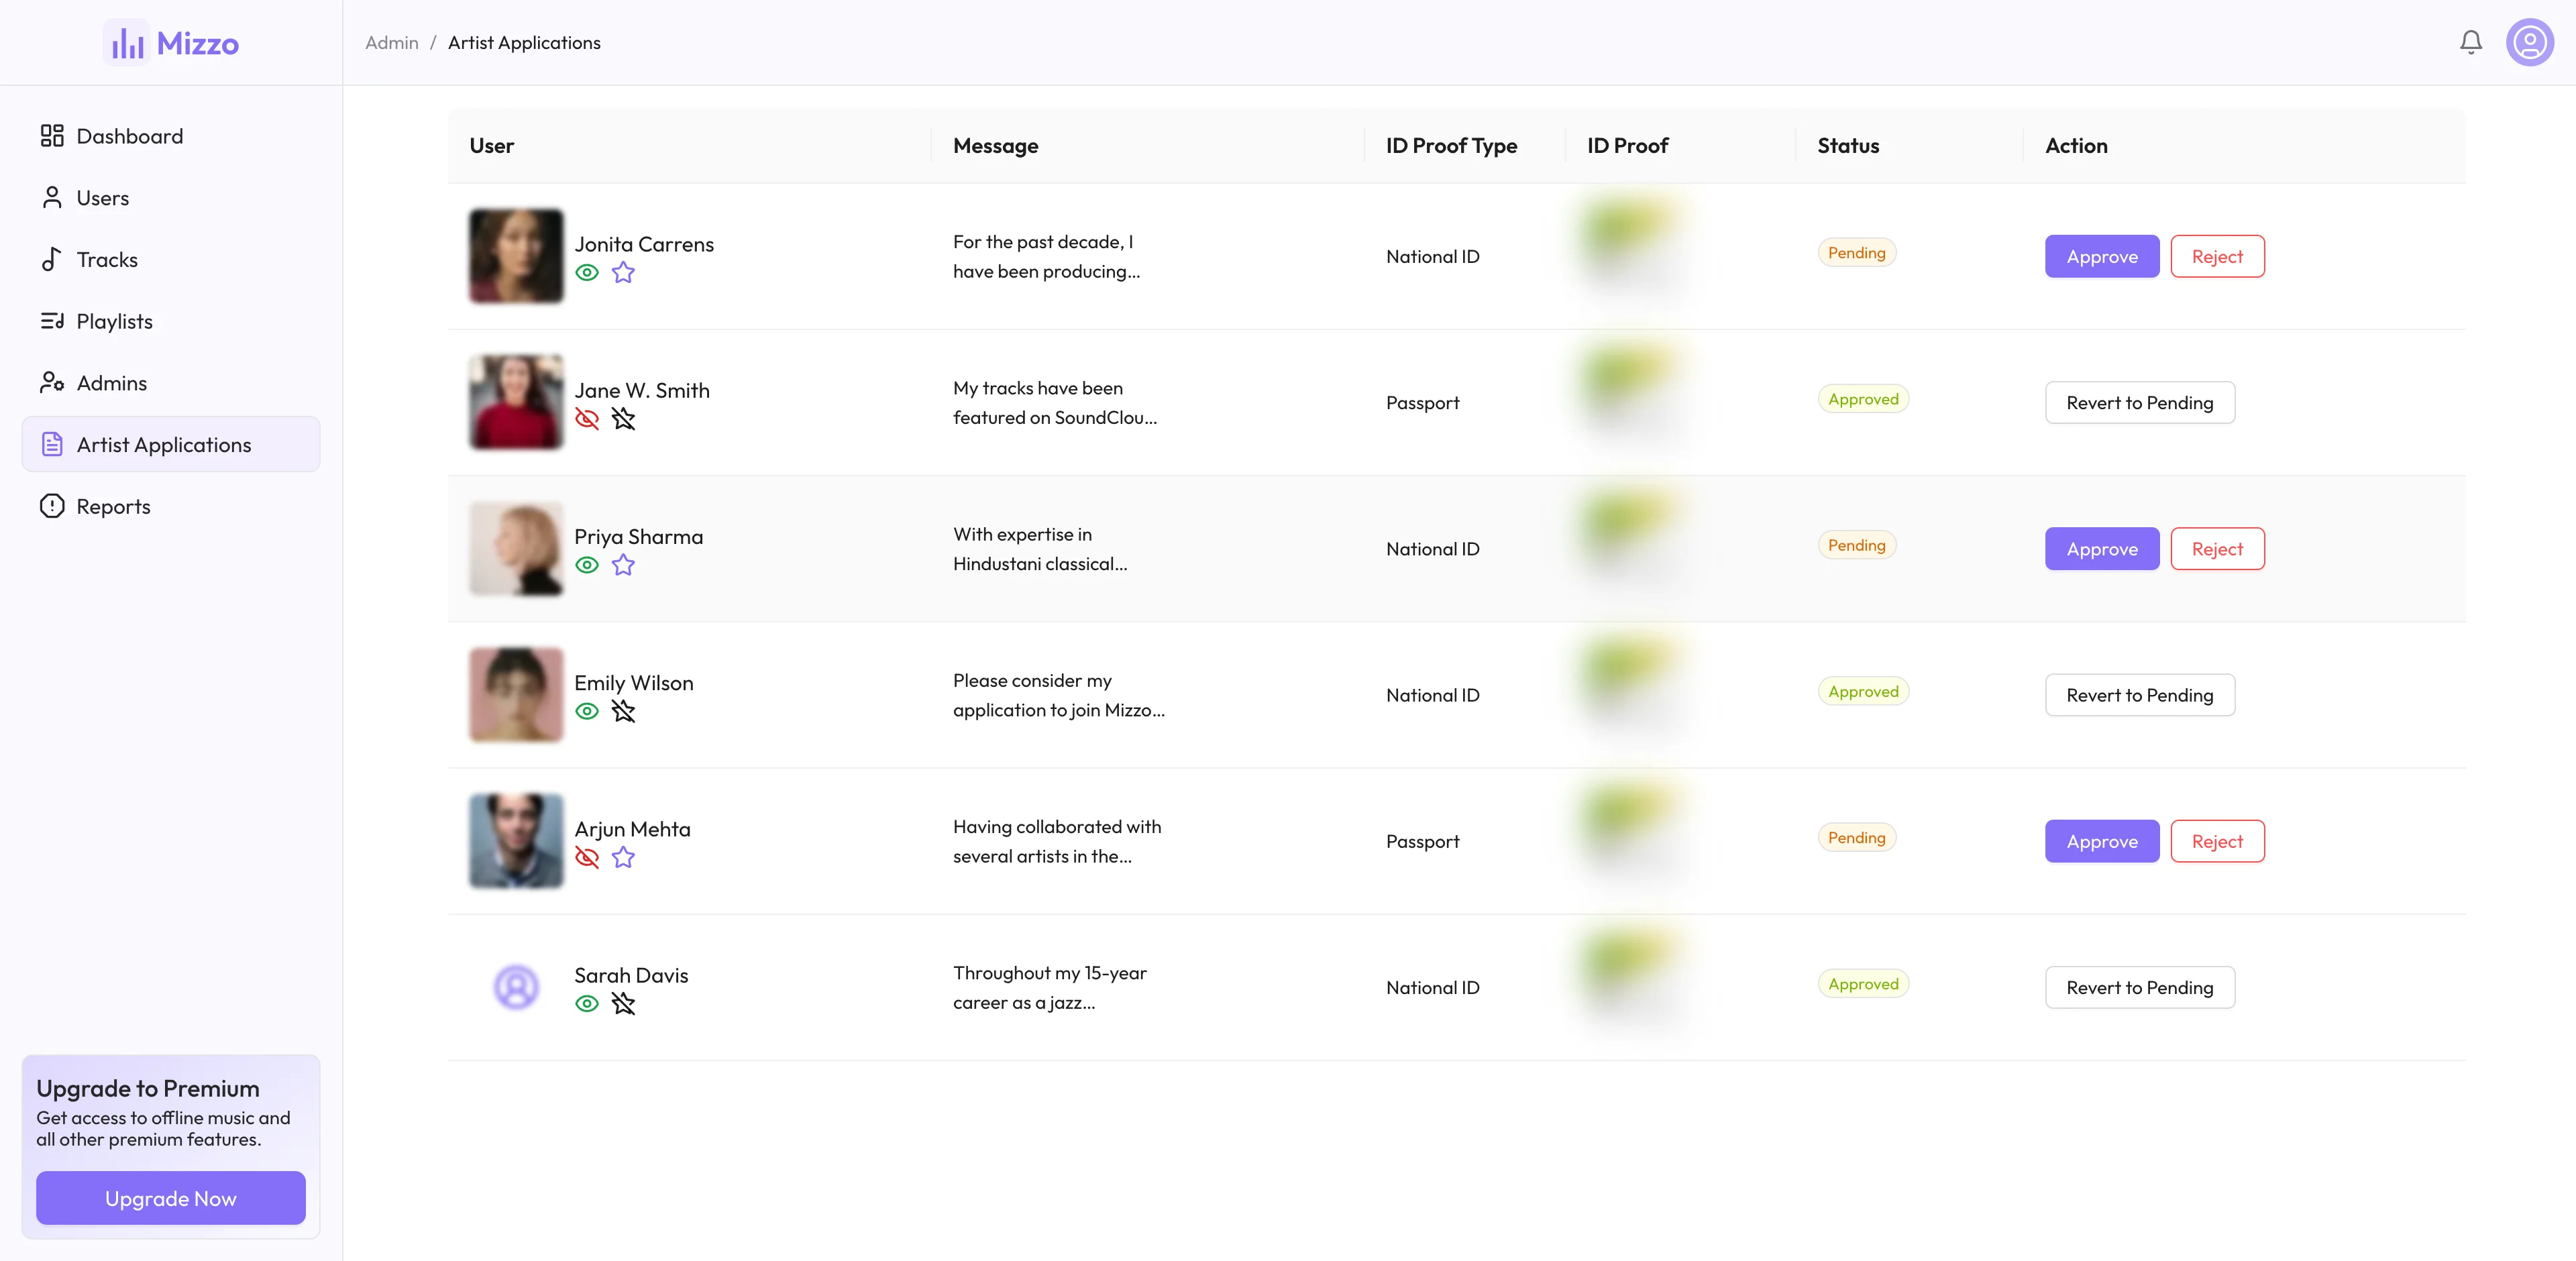 Mizzo
Admin / Artist Applications
Dashboard
Users
Tracks
Playlists
Admins
Artist Applications
Reports
Upgrade to Premium
Get access to offline music and
all other premium features.
Upgrade Now
User Message ID Proof Type ID Proof Status Action
Jonita Carrens
For the past decade, I
have been producing...
National ID
Pending
Approve Reject
Jane W. Smith
My tracks have been
featured on SoundClou...
Passport
Approved
Revert to Pending
Priya Sharma
With expertise in
Hindustani classical...
National ID
Pending
Approve Reject
Emily Wilson
Please consider my
application to join Mizzo...
National ID
Approved
Revert to Pending
Arjun Mehta
Having collaborated with
several artists in the...
Passport
Pending
Approve Reject
Sarah Davis
Throughout my 15-year
career as a jazz...
National ID
Approved
Revert to Pending